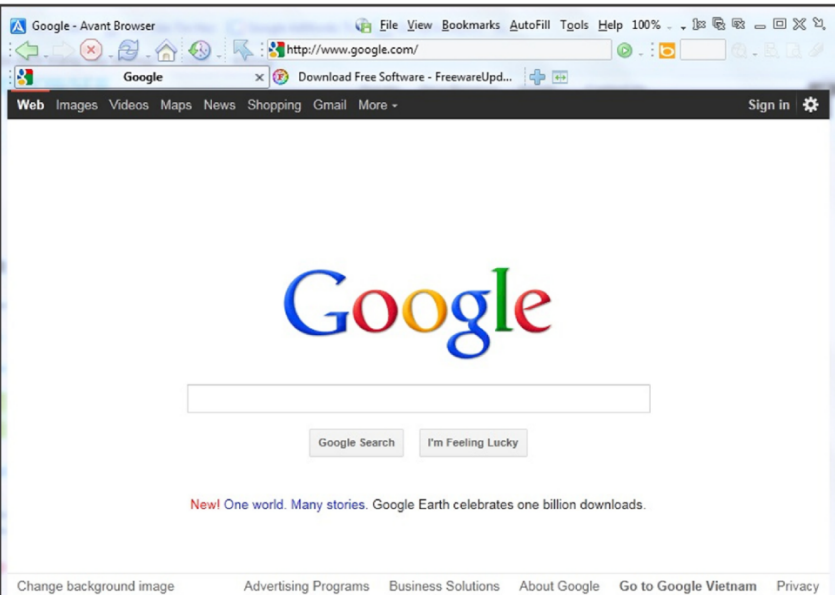 Google - Avant Browser File View Bookmarks AutoFill Tools Help 100%
http://www.google.com/
Google Download Free Software - FreewareUpd...
Web Images Videos Maps News Shopping Gmail More Sign in
Google
Google Search I'm Feeling Lucky
New! One world. Many stories. Google Earth celebrates one billion downloads.
Change background image Advertising Programs Business Solutions About Google Go to Google Vietnam Privacy